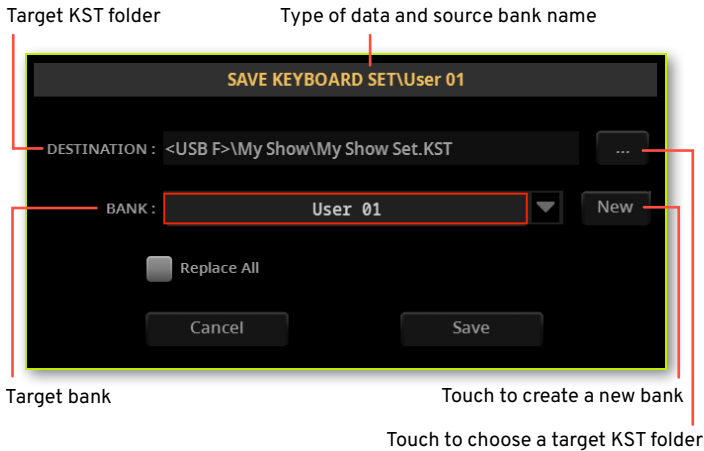 Target KST folder
Type of data and source bank name
SAVE KEYBOARD SET\User 01
DESTINATION : <USB F>\My Show\My Show Set.KST ...
BANK : User 01 New
Replace All
Cancel Save
Target bank
Touch to create a new bank
Touch to choose a target KST folder